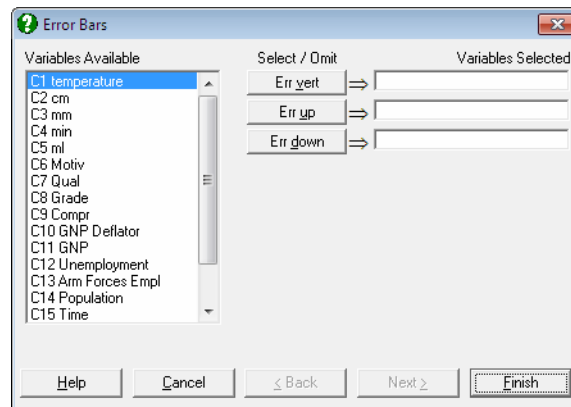 Error Bars
Variables Available
Select / Omit
Variables Selected
C1 temperature
C2 cm
C3 mm
C4 min
C5 ml
C6 Motiv
C7 Qual
C8 Grade
C9 Compr
C10 GNP Deflator
C11 GNP
C12 Unemployment
C13 Arm Forces Empl
C14 Population
C15 Time
Err vert
Err up
Err down
Help
Cancel
< Back
Next >
Finish